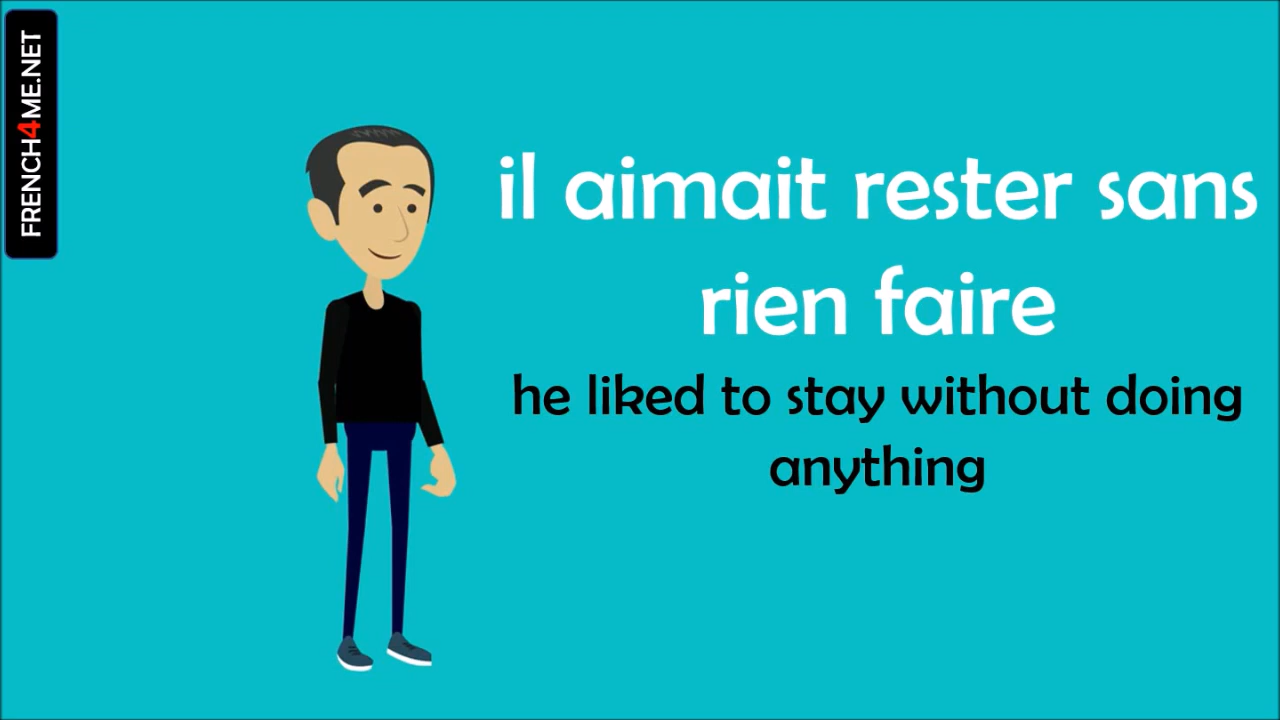 FRENCH4ME.NET
il aimait rester sans
rien faire
he liked to stay without doing
anything